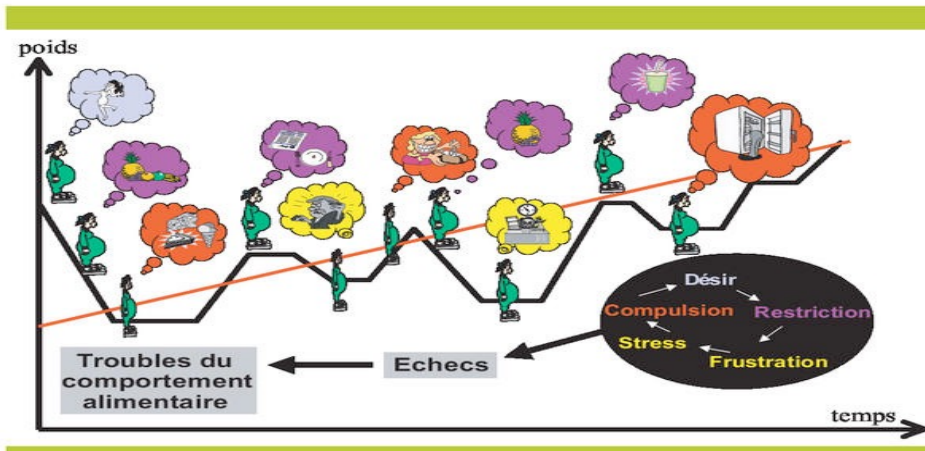 poids
Désir
Compulsion
Restriction
Stress
Frustration
Troubles du
comportement
alimentaire
Echecs
temps